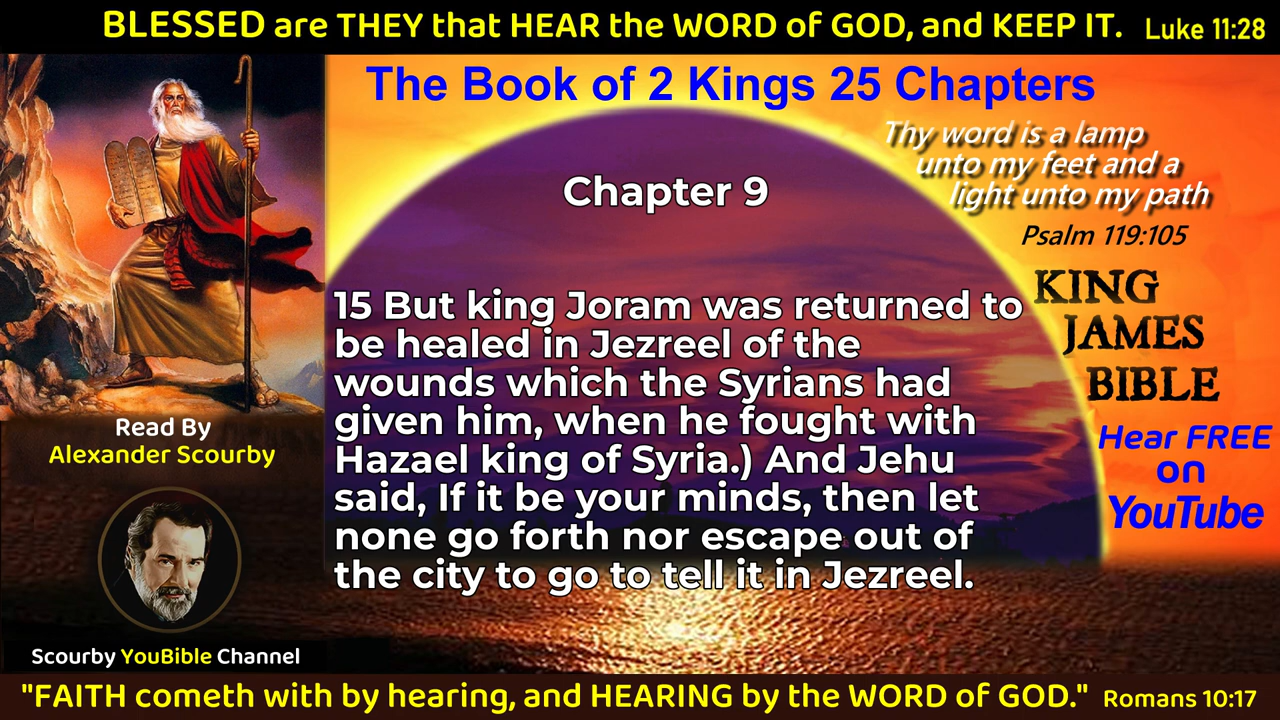 BLESSED are THEY that HEAR the WORD of GOD, and KEEP IT. Luke 11:28
The Book of 2 Kings 25 Chapters
Thy word is a lamp
unto my feet and a
light unto my path
Psalm 119:105
Chapter 9
15 But king Joram was returned to
be healed in Jezreel of the
wounds which the Syrians had
given him, when he fought with
Hazael king of Syria.) And Jehu
said, If it be your minds, then let
none go forth nor escape out of
the city to go to tell it in Jezreel.
KING
JAMES
BIBLE
Hear FREE
on
YouTube
Read By
Alexander Scourby
Scourby YouBible Channel
"FAITH cometh with by hearing, and HEARING by the WORD of GOD." Romans 10:17